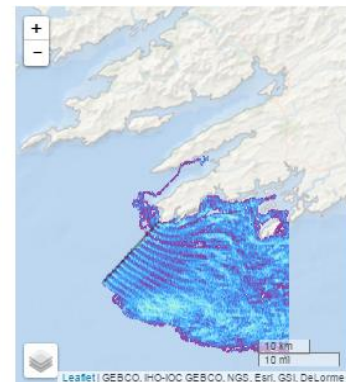 +
−
10 km
10 mi
Leaflet | GEBCO, IHO-IOC GEBCO, NGS, Esri, GSI, DeLorme